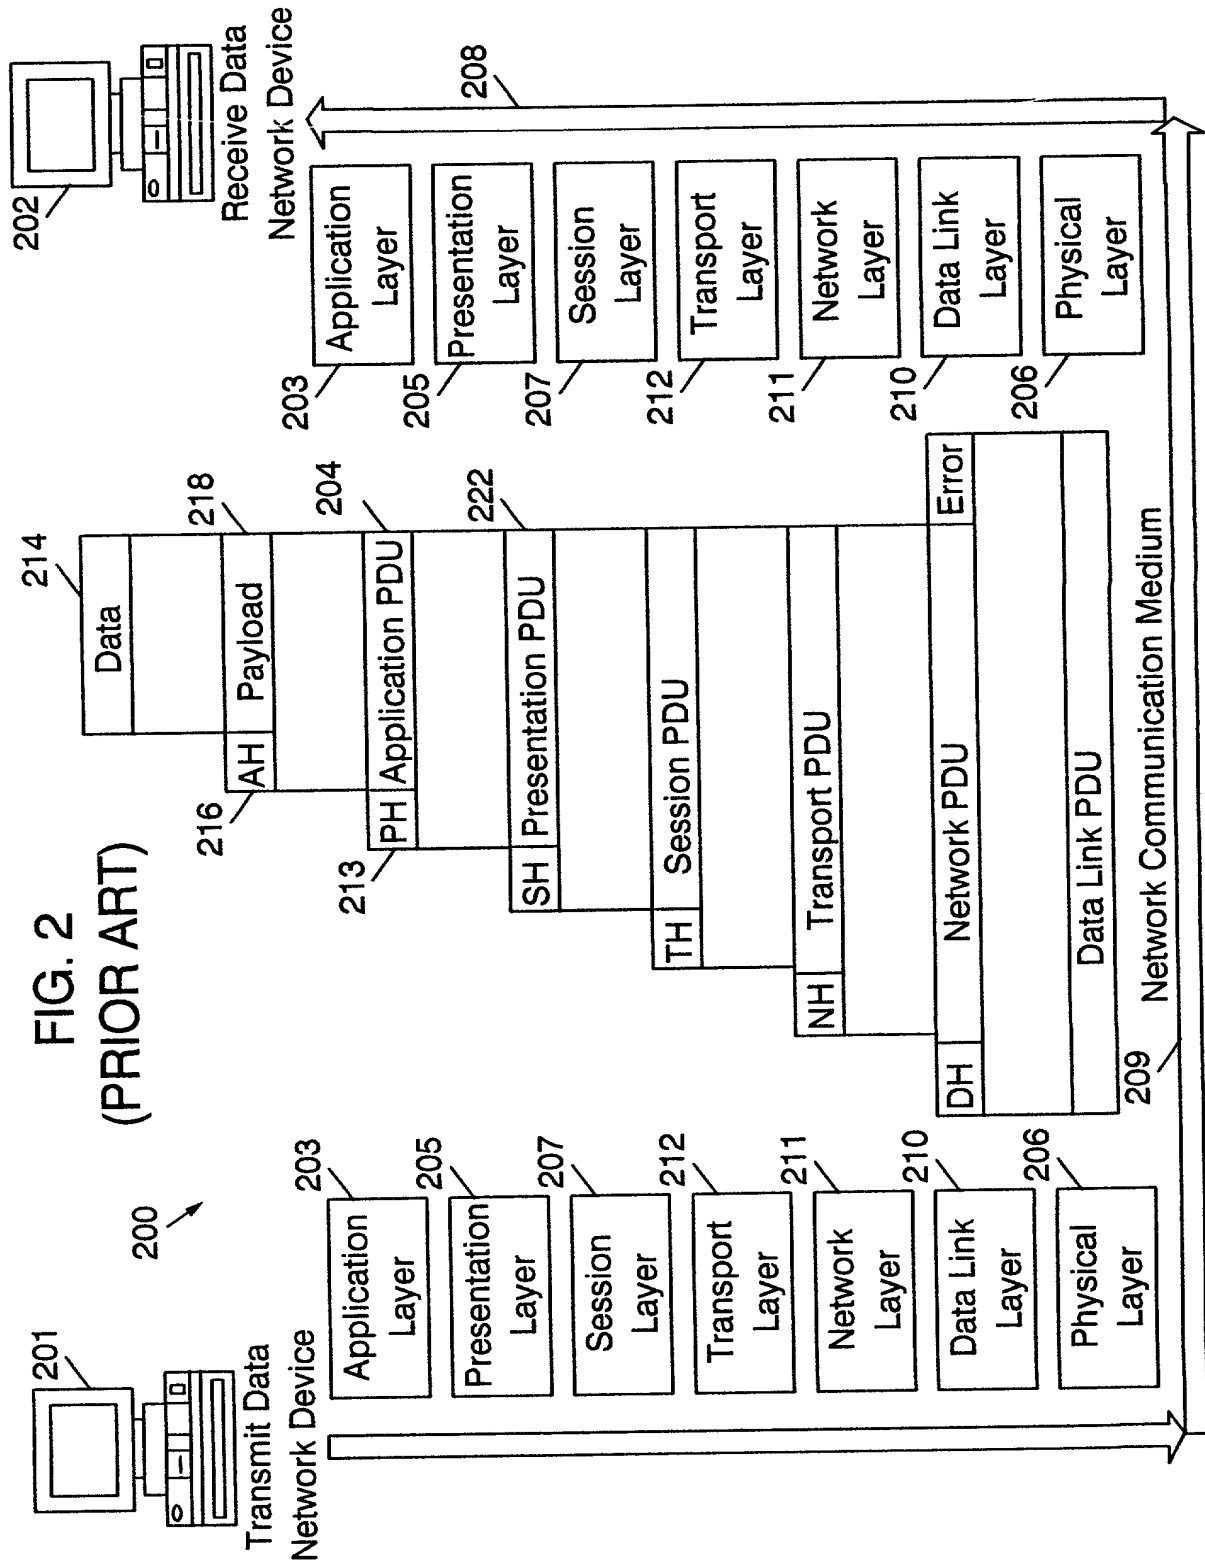 FIG. 2
(PRIOR ART)
200
201
Transmit Data
Network Device
202
Receive Data
Network Device
203
Application
Layer
205
Presentation
Layer
207
Session
Layer
212
Transport
Layer
211
Network
Layer
210
Data Link
Layer
206
Physical
Layer
214
Data
216
AH
Payload
218
213
PH
Application PDU
204
SH
Presentation PDU
222
TH
Session PDU
NH
Transport PDU
DH
Network PDU
Error
Data Link PDU
203
Application
Layer
205
Presentation
Layer
207
Session
Layer
212
Transport
Layer
211
Network
Layer
210
Data Link
Layer
206
Physical
Layer
208
209
Network Communication Medium